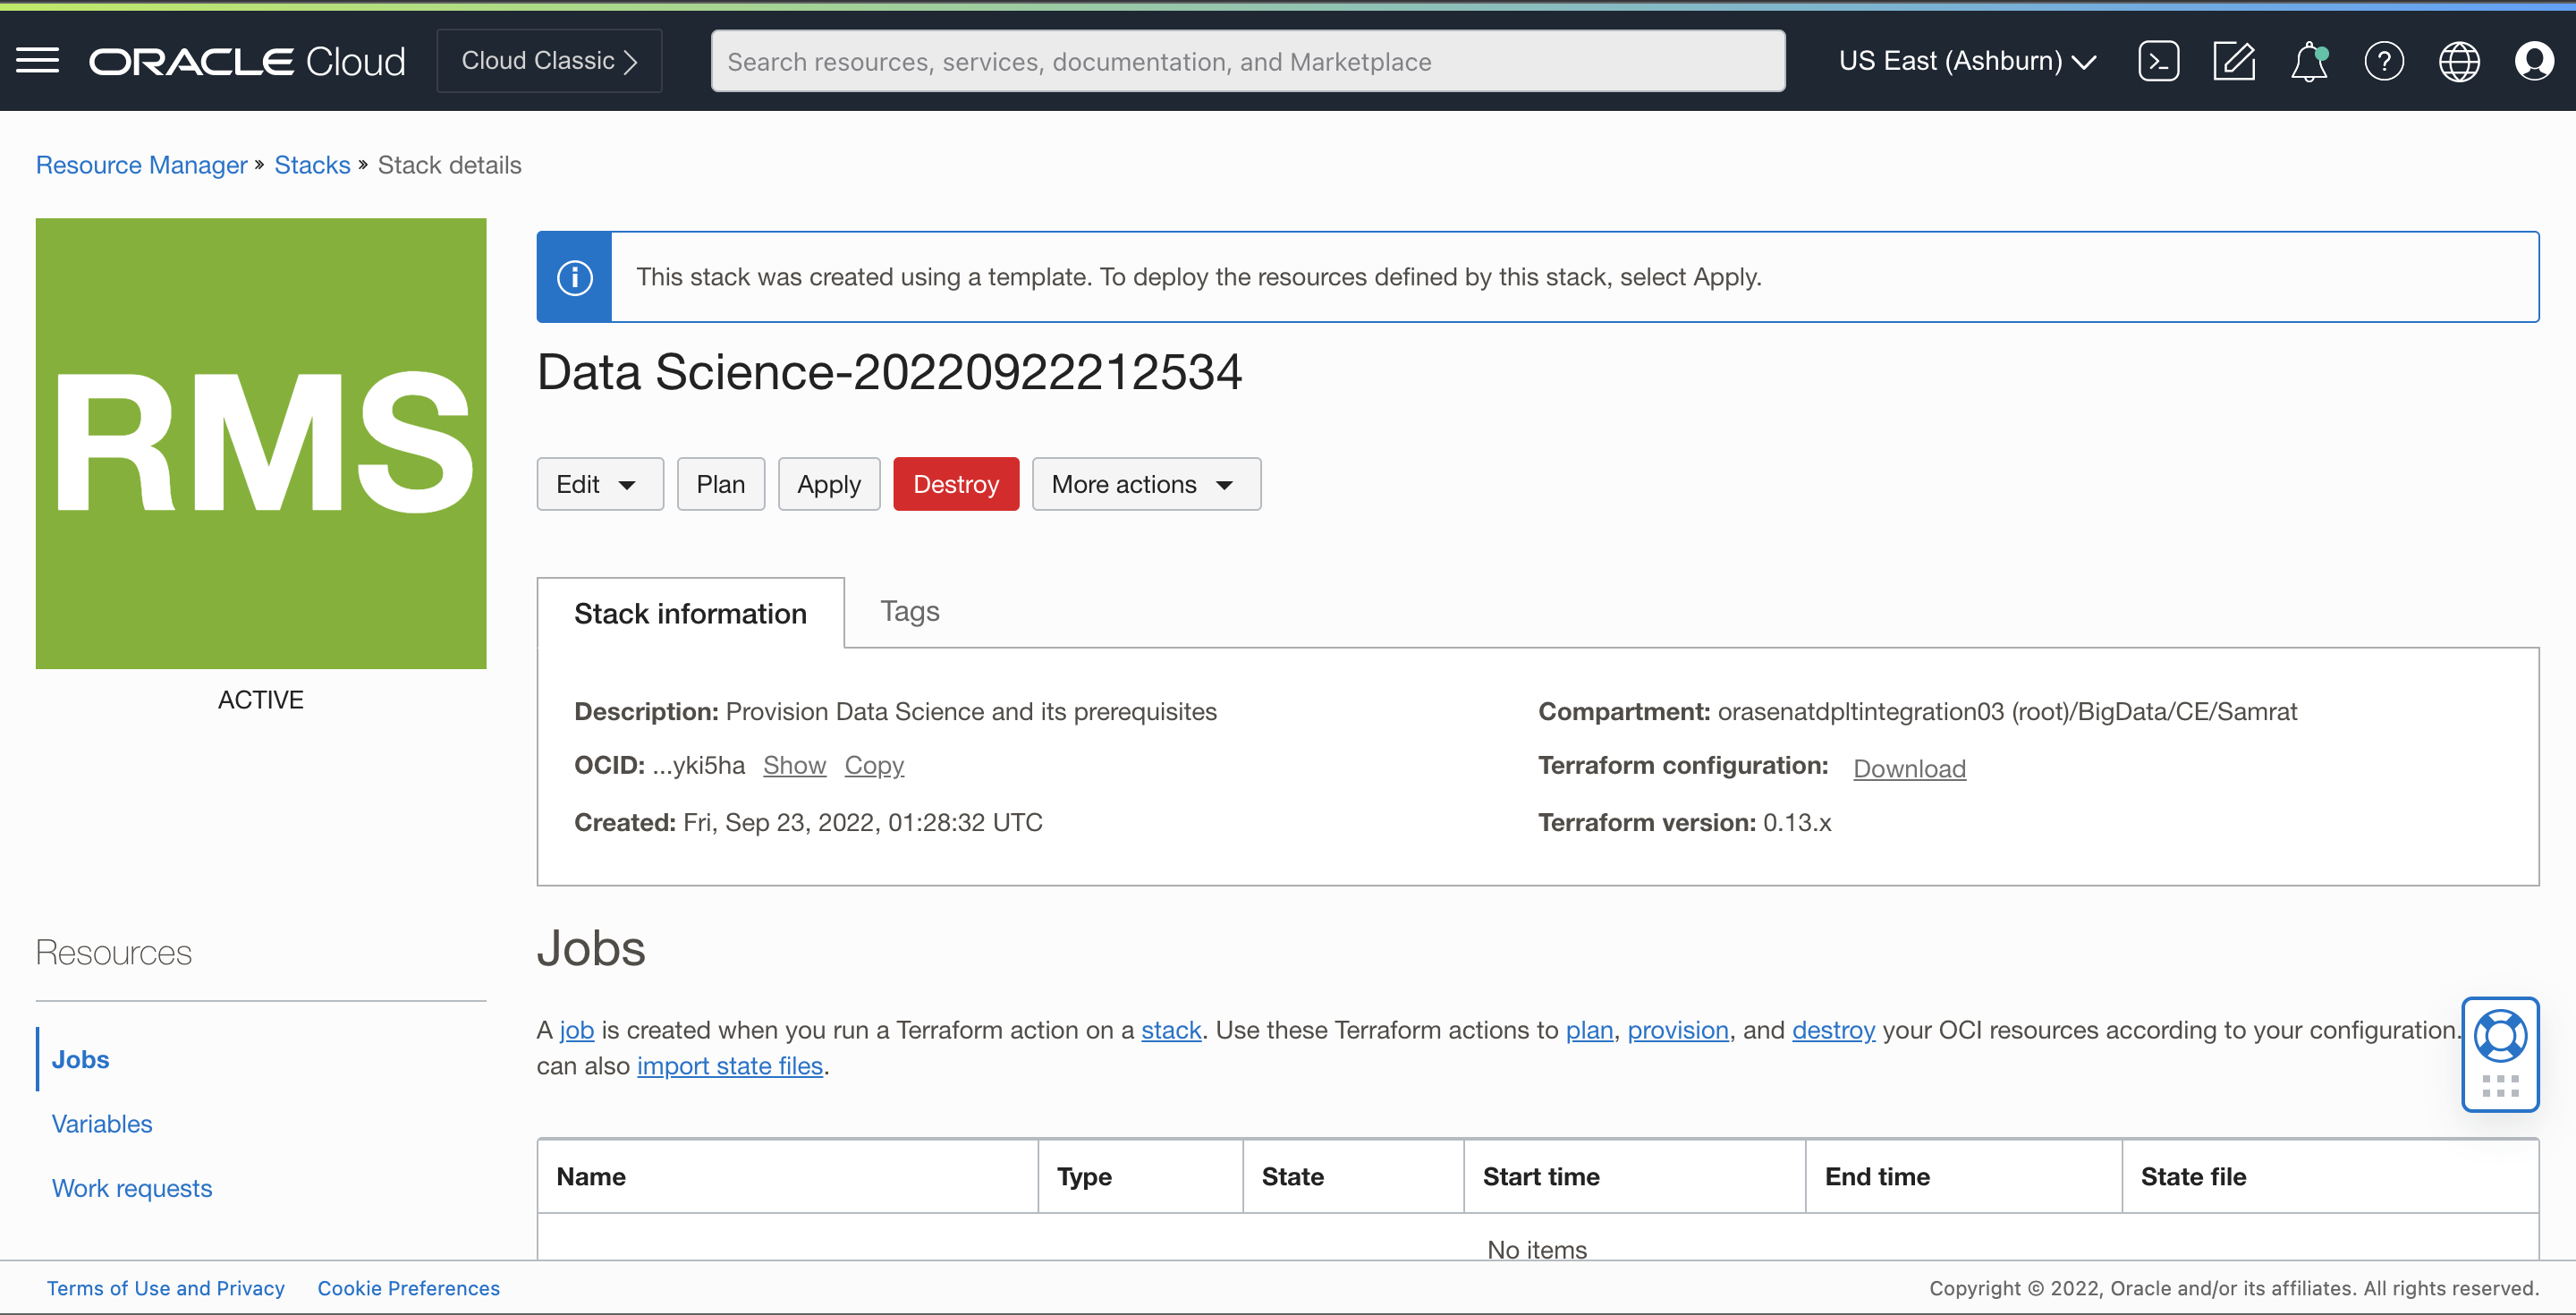 ORACLE Cloud
Cloud Classic
Search resources, services, documentation, and Marketplace
US East (Ashburn)
Resource Manager » Stacks » Stack details
RMS
ACTIVE
This stack was created using a template. To deploy the resources defined by this stack, select Apply.
Data Science-20220922212534
Edit Plan Apply Destroy More actions
Stack information Tags
Description: Provision Data Science and its prerequisites
OCID: ...yki5ha Show Copy
Created: Fri, Sep 23, 2022, 01:28:32 UTC
Compartment: orasenatdpltintegration03 (root)/BigData/CE/Samrat
Terraform configuration: Download
Terraform version: 0.13.x
Resources
Jobs
Variables
Work requests
Jobs
A job is created when you run a Terraform action on a stack. Use these Terraform actions to plan, provision, and destroy your OCI resources according to your configuration.
can also import state files.
Name Type State Start time End time State file
No items
Terms of Use and Privacy Cookie Preferences
Copyright © 2022, Oracle and/or its affiliates. All rights reserved.